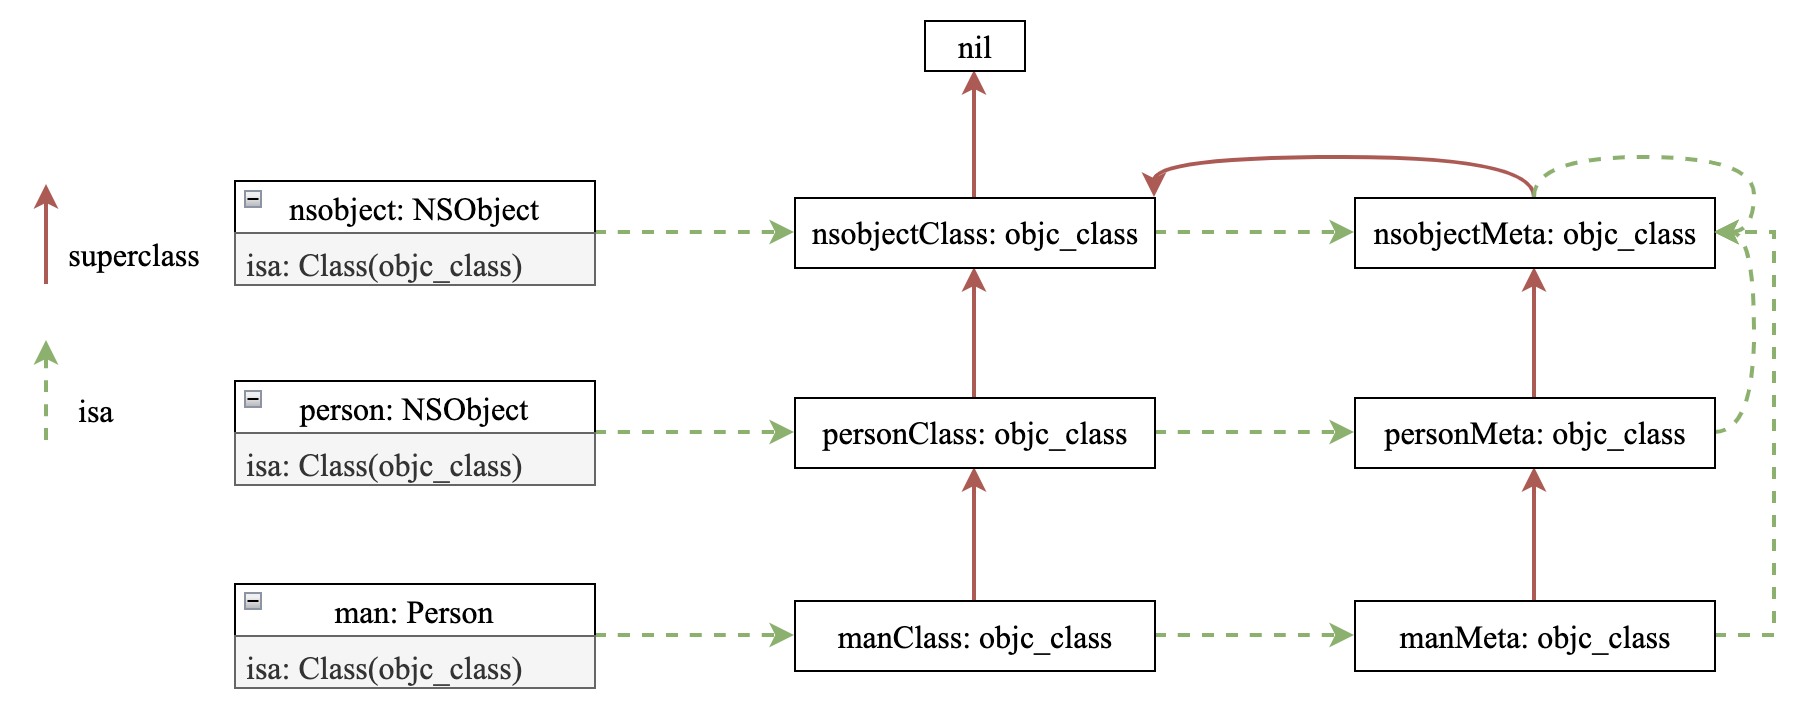 nil
nsobject: NSObject
isa: Class(objc_class)
nsobjectClass: objc_class
nsobjectMeta: objc_class
superclass
person: NSObject
isa: Class(objc_class)
personClass: objc_class
personMeta: objc_class
isa
man: Person
isa: Class(objc_class)
manClass: objc_class
manMeta: objc_class